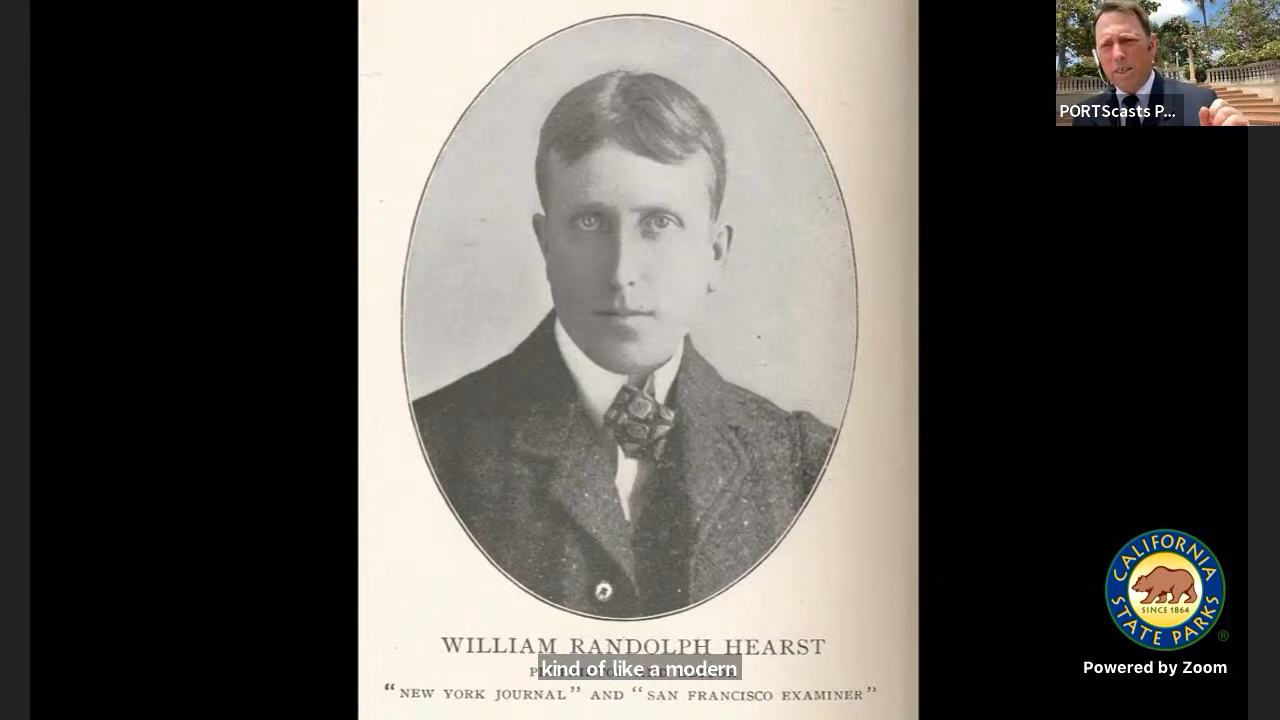 PORTScasts P...
WILLIAM RANDOLPH HEARST
kind of like a modern
"NEW YORK JOURNAL" AND "SAN FRANCISCO EXAMINER"
CALIFORNIA
SINCE 1864
STATE PARKS
®
Powered by Zoom